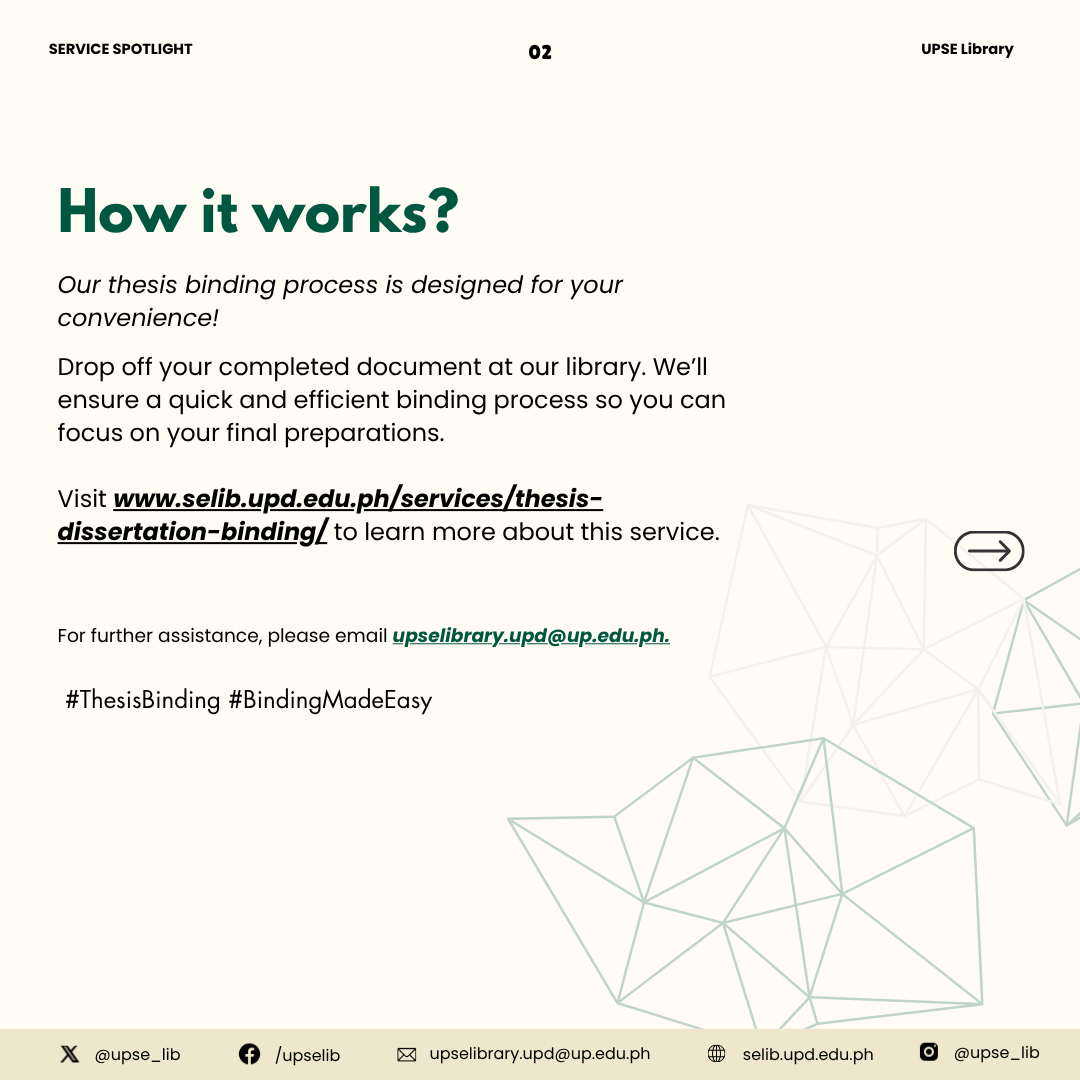 SERVICE SPOTLIGHT
02
UPSE Library
How it works?
Our thesis binding process is designed for your
convenience!
Drop off your completed document at our library. We’ll
ensure a quick and efficient binding process so you can
focus on your final preparations.
Visit www.selib.upd.edu.ph/services/thesis-
dissertation-binding/ to learn more about this service.
For further assistance, please email upselibrary.upd@up.edu.ph.
#ThesisBinding #BindingMadeEasy
@upse_lib
/upselib
upselibrary.upd@up.edu.ph
selib.upd.edu.ph
@upse_lib